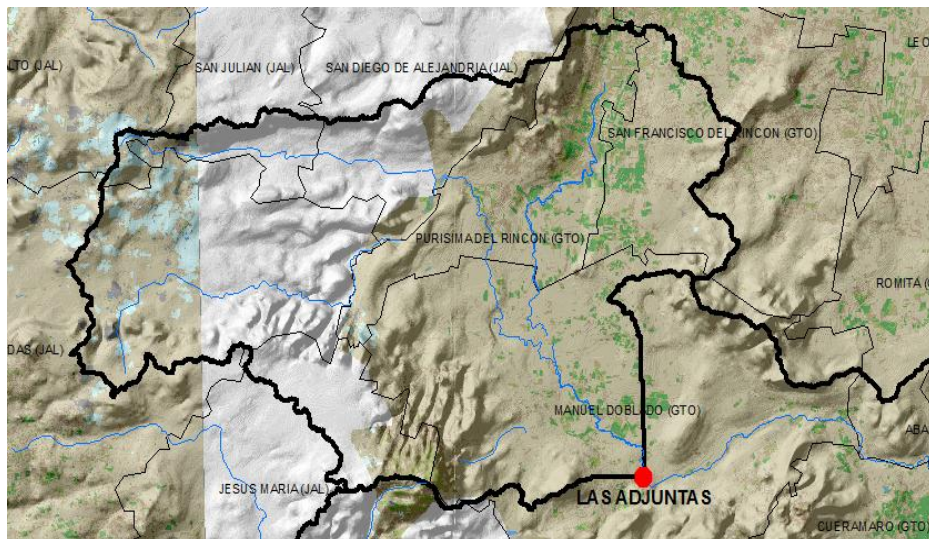 LEO
LTO (JAL)
SAN JULIAN (JAL)
SAN DIEGO DE ALEJANDRIA (JAL)
SAN FRANCISCO DEL RINCON (GTO)
PURISIMA DEL RINCON (GTO)
ROMITA (
DAS (JAL)
MANUEL DOBLADO (GTO)
ABA
JESUS MARIA (JAL)
LAS ADJUNTAS
CUERAMARO (GTO)